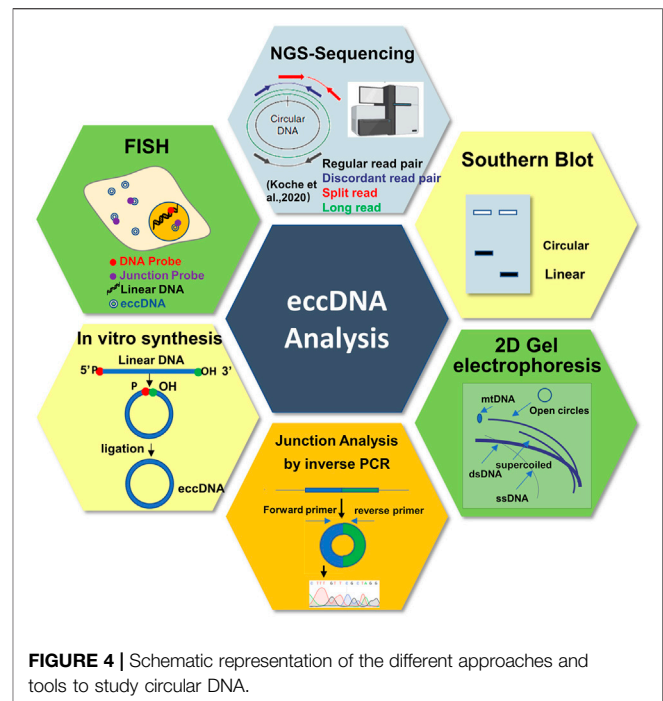 NGS-Sequencing
Circular
DNA
(Koche et
al.,2020)
Regular read pair
Discordant read pair
Split read
Long read
FISH
DNA Probe
Junction Probe
Linear DNA
eccDNA
Southern Blot
Circular
Linear
eccDNA
Analysis
In vitro synthesis
Linear DNA
5' P
OH 3'
P
OH
ligation
eccDNA
2D Gel
electrophoresis
mtDNA
Open circles
supercoiled
dsDNA
ssDNA
Junction Analysis
by inverse PCR
Forward primer
reverse primer
FIGURE 4 | Schematic representation of the different approaches and
tools to study circular DNA.